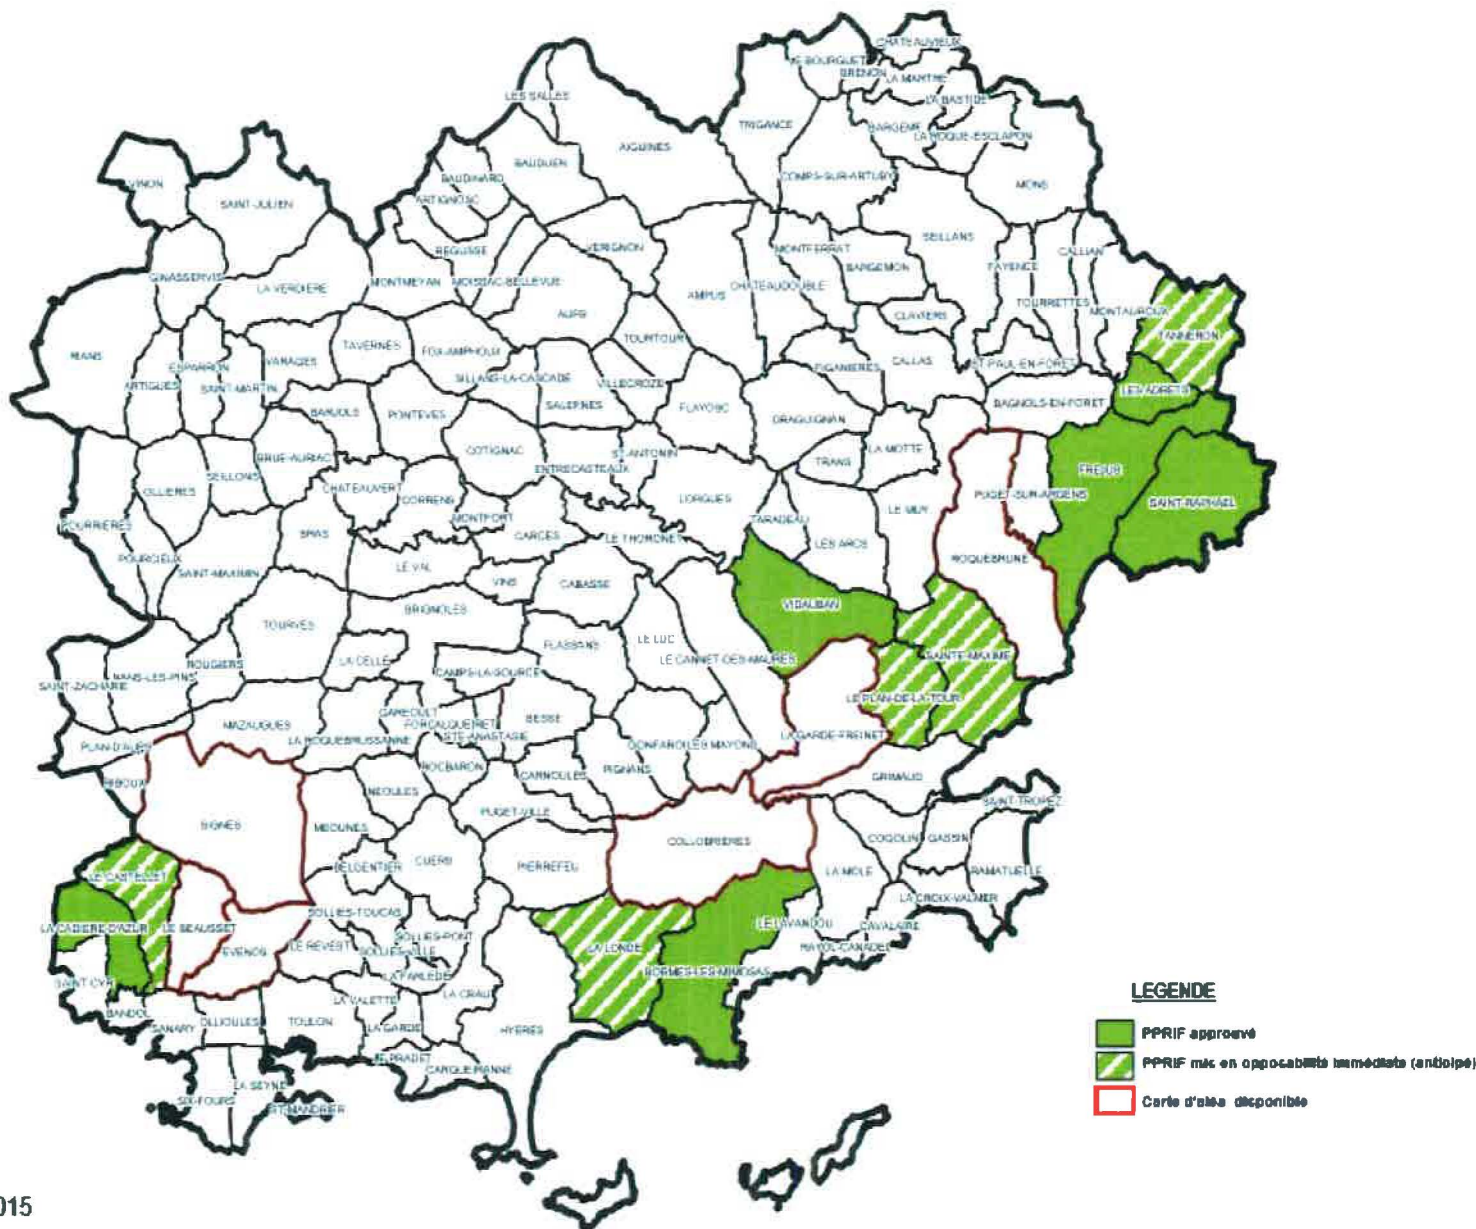 CHATEAUVIEUX
LE BOURGUET
BRENON
LA MARTRE
LES SALLES
LA BASTIDE
TRIGANCE
BARGEME
LA ROQUE-ESCLAPON
AIGUINES
BAUDUEN
BAUDINARD
COMPS-SUR-ARTUBY
MONS
VINON
ARTIGNOSC
SAINT-JULIEN
SEILLANS
REGUSSE
VERIGNON
MONTFERRAT
CALLIAN
BARGEMON
FAYENCE
GINASSERVIS
LA VERDIERE
MONTMEYAN
MOISSAC-BELLEVUE
CHATEAUDOUBLE
AMPUS
TOURRETTES
MONTAUROUX
AUPS
CLAVIERS
TANNERON
TOURTOUR
TAVERNES
FOX-AMPHOUX
RIANS
VARAGES
CALLAS
ST-PAUL-EN-FORET
ESPARRON
FIGANIERES
SILLANS-LA-CASCADE
VILLECROZE
ARTIGUES
SAINT-MARTIN
LES ADRETS
BAGNOLS-EN-FORET
SALERNES
FLAYOSC
BARJOLS
PONTEVES
DRAGUIGNAN
COTIGNAC
ST-ANTONIN
LA MOTTE
BRUE-AURIAC
TRANS
ENTRECASTEAUX
FREJUS
SEILLONS
CHATEAUVERT
OLLIERES
PUGET-SUR-ARGENS
CORRENS
LORGUES
SAINT-RAPHAEL
LE MUY
MONTFORT
POURRIERES
TARADEAU
BRAS
CARCES
LE THORONET
LES ARCS
POURCIEUX
ROQUEBRUNE
LE VAL
SAINT-MAXIMIN
VINS
CABASSE
VIDAUBAN
BRIGNOLES
TOURVES
FLASSANS
LE LUC
SAINTE-MAXIME
LE CANNET-DES-MAURES
LA CELLE
ROUGIERS
CAMPS-LA-SOURCE
NANS-LES-PINS
SAINT-ZACHARIE
LE PLAN-DE-LA-TOUR
GAREOULT
BESSE
MAZAUGUES
FORCALQUEIRET
LA GARDE-FREINET
STE-ANASTASIE
LA ROQUEBRUSSANNE
PLAN-D'AUPS
GONFARON
LES MAYONS
ROCBARON
PIGNANS
CARNOULES
GRIMAUD
RIBOUX
NEOULES
SAINT-TROPEZ
PUGET-VILLE
SIGNES
MEOUNES
COGOLIN
GASSIN
COLLOBRIERES
CUERS
BELGENTIER
PIERREFEU
LA MOLE
RAMATUELLE
LE CASTELLET
LA CROIX-VALMER
SOLLIES-TOUCAS
LE LAVANDOU
CAVALAIRE
LA CADIERE-D'AZUR
LE BEAUSSET
SOLLIES-PONT
LE REVEST
RAYOL-CANADEL
LA LONDE
EVENOS
SOLLIES-VILLE
BORMES-LES-MIMOSAS
LA FARLEDE
SAINT CYR
LA CRAU
LA VALETTE
BANDOL
OLLIOULES
TOULON
HYERES
LA GARDE
SANARY
LE PRADET
CARQUEIRANNE
LA SEYNE
SIX-FOURS
ST-MANDRIER
LEGENDE
PPRIF approuvé
PPRIF mis en opposabilité immédiate (anticipé)
Carte d'aléa disponible
015